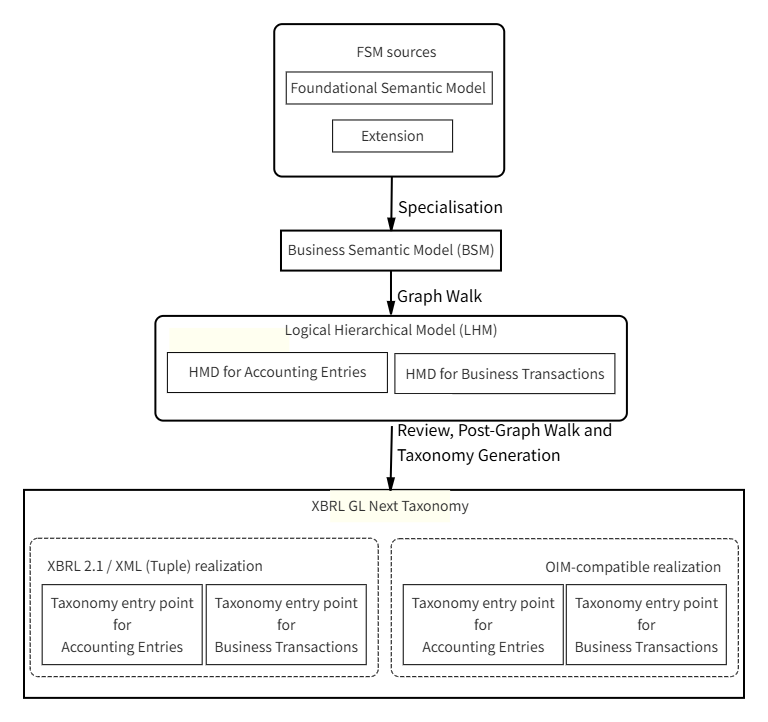 FSM sources
Foundational Semantic Model
Extension
Specialisation
Business Semantic Model (BSM)
Graph Walk
Logical Hierarchical Model (LHM)
HMD for Accounting Entries
HMD for Business Transactions
Review, Post-Graph Walk and
Taxonomy Generation
XBRL GL Next Taxonomy
XBRL 2.1 / XML (Tuple) realization
Taxonomy entry point
for
Accounting Entries
Taxonomy entry point
for
Business Transactions
OIM-compatible realization
Taxonomy entry point
for
Accounting Entries
Taxonomy entry point
for
Business Transactions